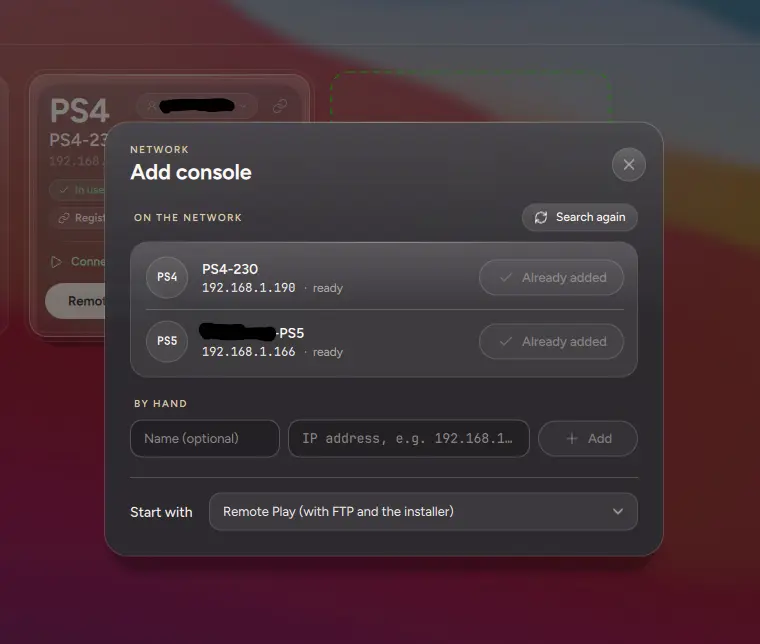 PS4
PS4-23
192.168.
In use
Regist
Conne
Remot
NETWORK
Add console
ON THE NETWORK
Search again
PS4
PS4-230
192.168.1.190 · ready
Already added
PS5
-PS5
192.168.1.166 · ready
Already added
BY HAND
Name (optional)
IP address, e.g. 192.168.1…
+ Add
Start with
Remote Play (with FTP and the installer)